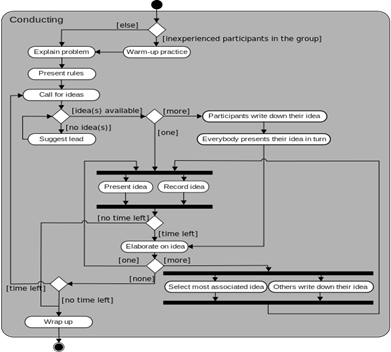 Conducting
[else]
[inexperienced participants in the group]
Explain problem
Warm-up practice
Present rules
Call for ideas
[idea(s) available]
[more]
Participants write down their idea
[no idea(s)]
[one]
Suggest lead
Everybody presents their idea in turn
Present idea
Record idea
[no time left]
[time left]
Elaborate on idea
[one]
[more]
[none]
[time left]
Select most associated idea
Others write down their idea
[no time left]
Wrap up